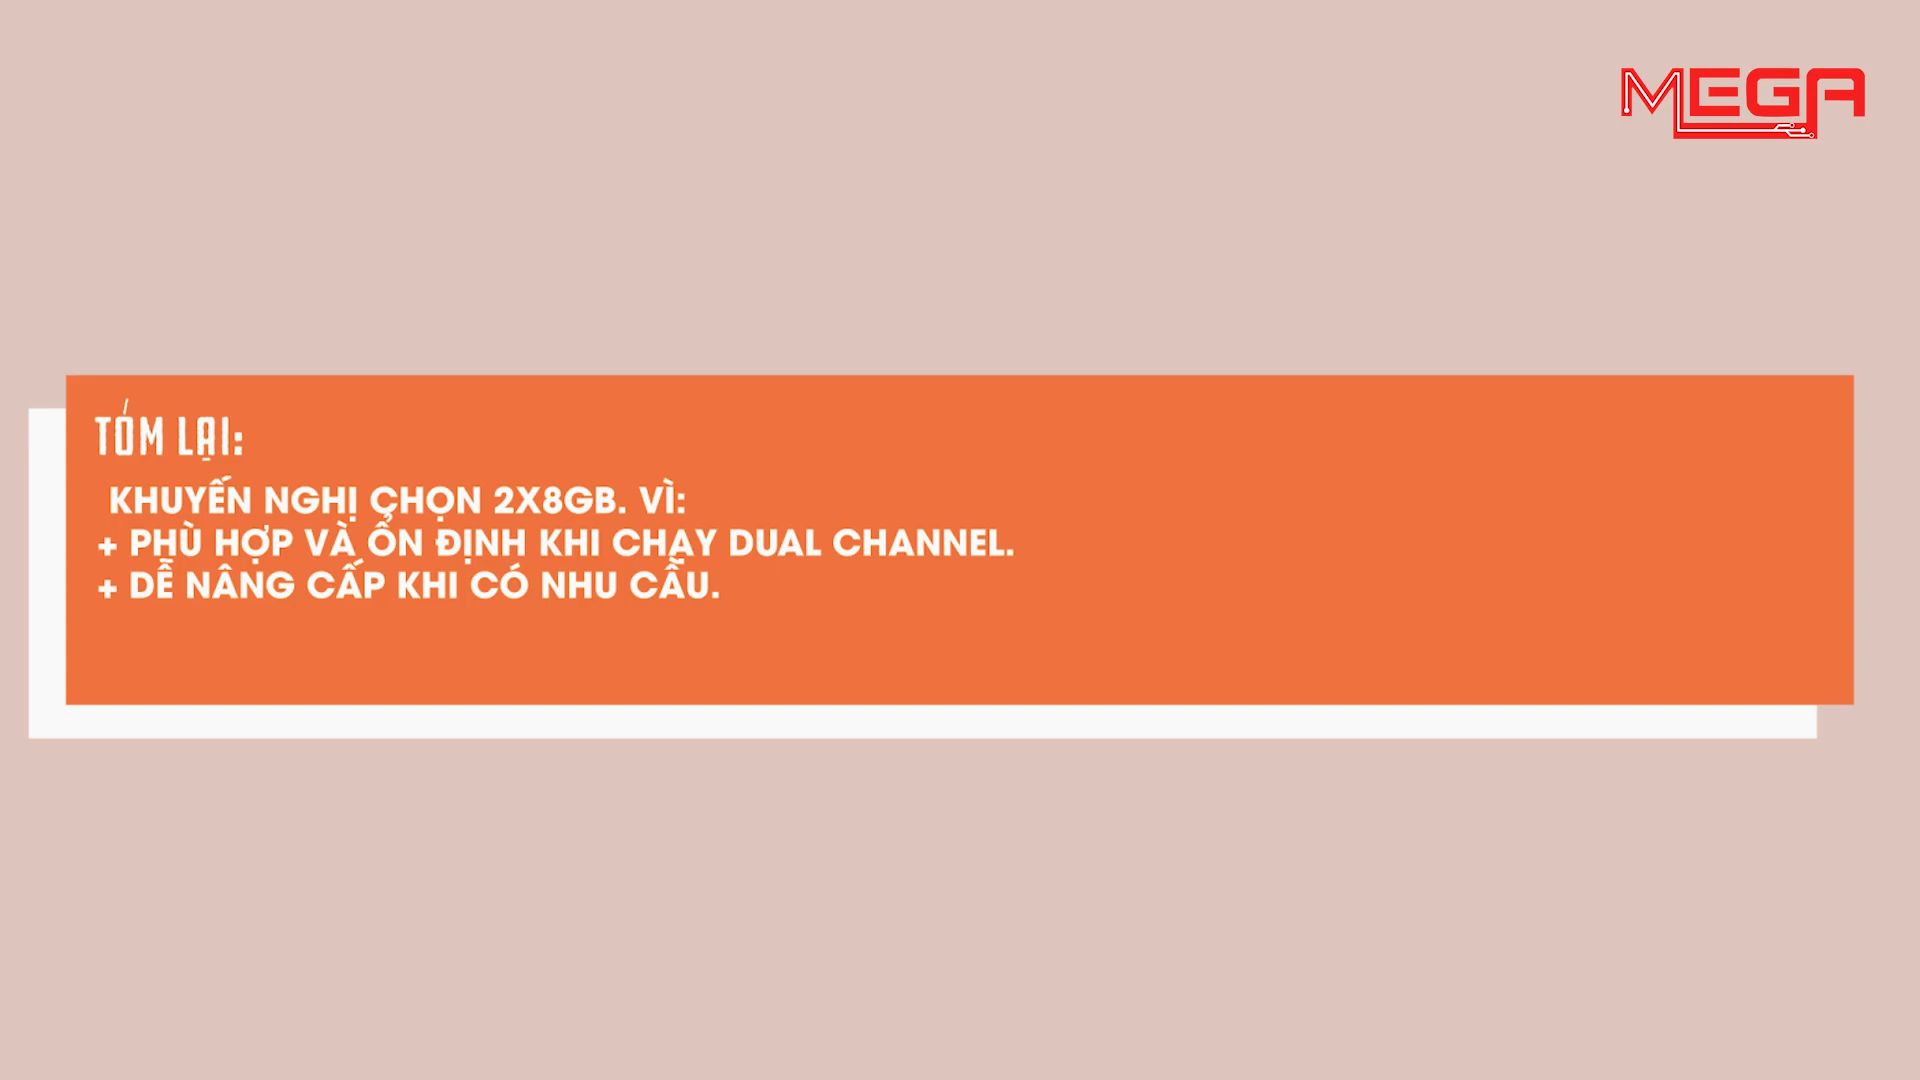 MEGA
TÓM LẠI:
KHUYẾN NGHỊ CHỌN 2X8GB. VÌ:
+ PHÙ HỢP VÀ ỔN ĐỊNH KHI CHẠY DUAL CHANNEL.
+ DỄ NÂNG CẤP KHI CÓ NHU CẦU.